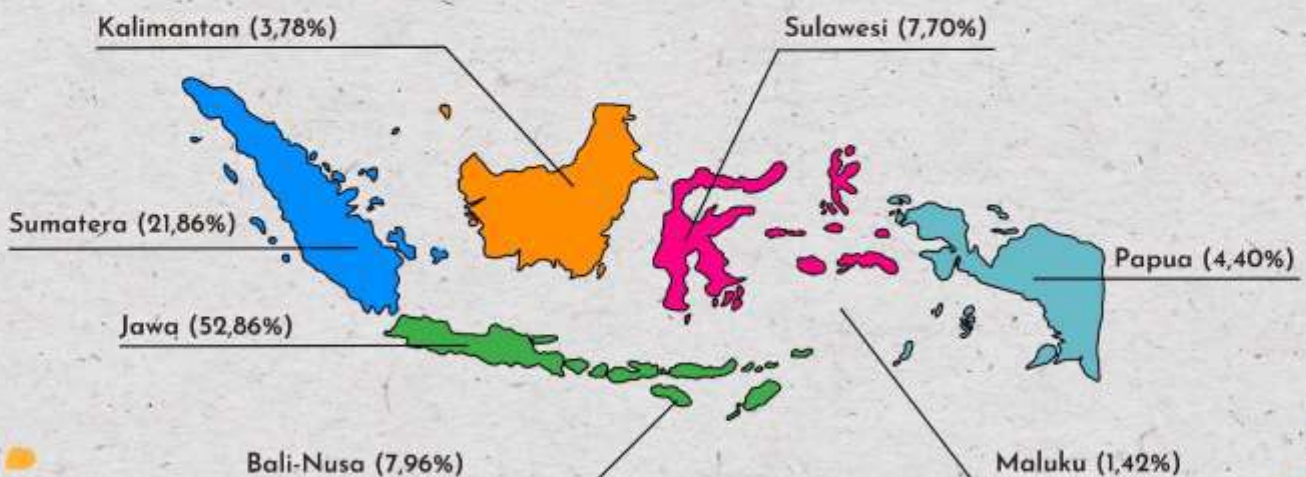 Kalimantan (3,78%)
Sulawesi (7,70%)
Sumatera (21,86%)
Papua (4,40%)
Jawa (52,86%)
Bali-Nusa (7,96%)
Maluku (1,42%)